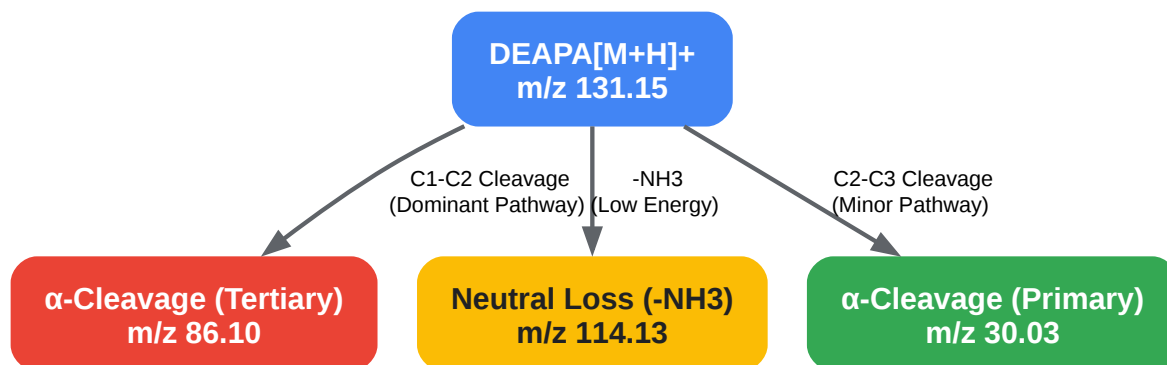 DEAPA[M+H]+
m/z 131.15
C1-C2 Cleavage
(Dominant Pathway)
-NH3
(Low Energy)
C2-C3 Cleavage
(Minor Pathway)
α-Cleavage (Tertiary)
m/z 86.10
Neutral Loss (-NH3)
m/z 114.13
α-Cleavage (Primary)
m/z 30.03